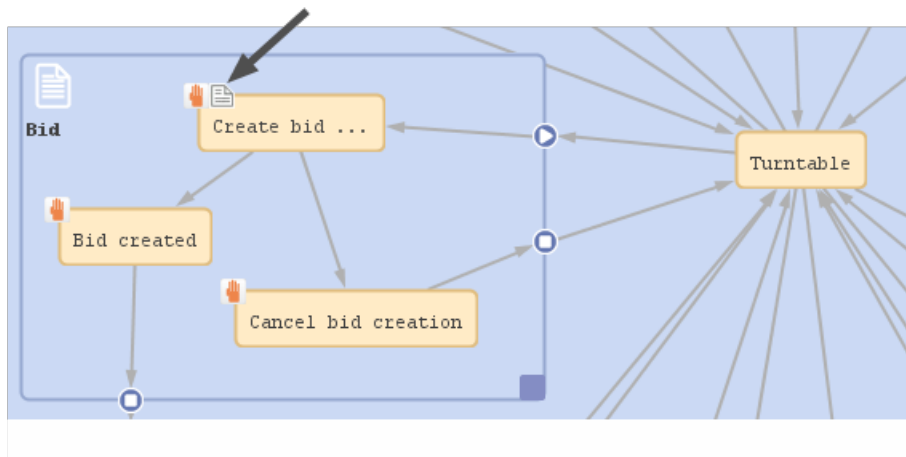 Bid
Create bid ...
Turntable
Bid created
Cancel bid creation